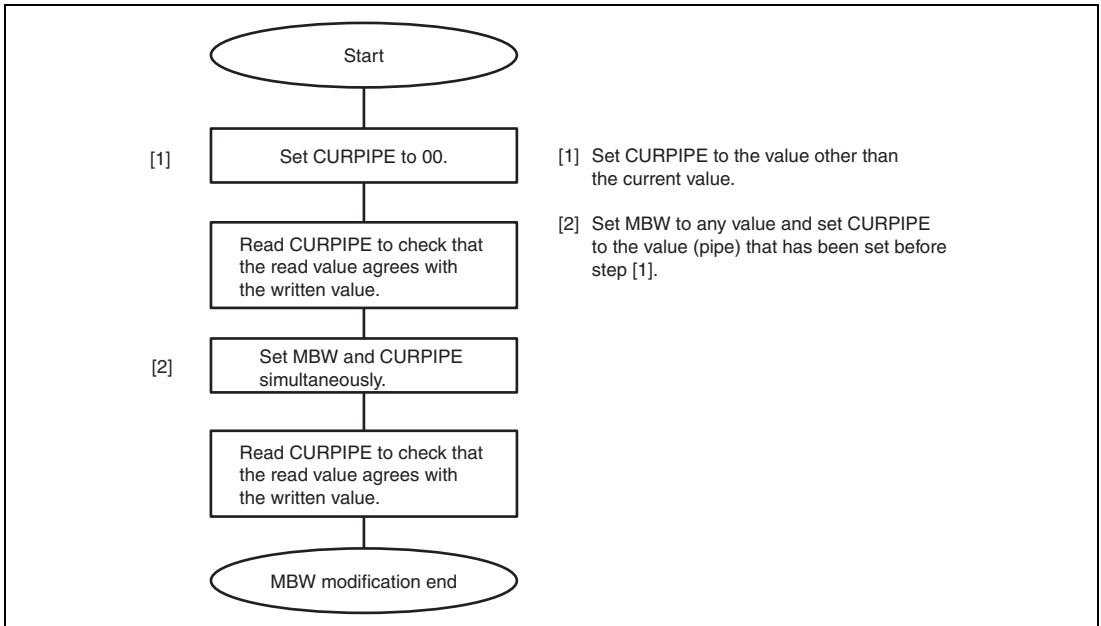 Start
[1]
Set CURPIPE to 00.
Read CURPIPE to check that
the read value agrees with
the written value.
[2]
Set MBW and CURPIPE
simultaneously.
Read CURPIPE to check that
the read value agrees with
the written value.
MBW modification end
[1] Set CURPIPE to the value other than
the current value.
[2] Set MBW to any value and set CURPIPE
to the value (pipe) that has been set before
step [1].